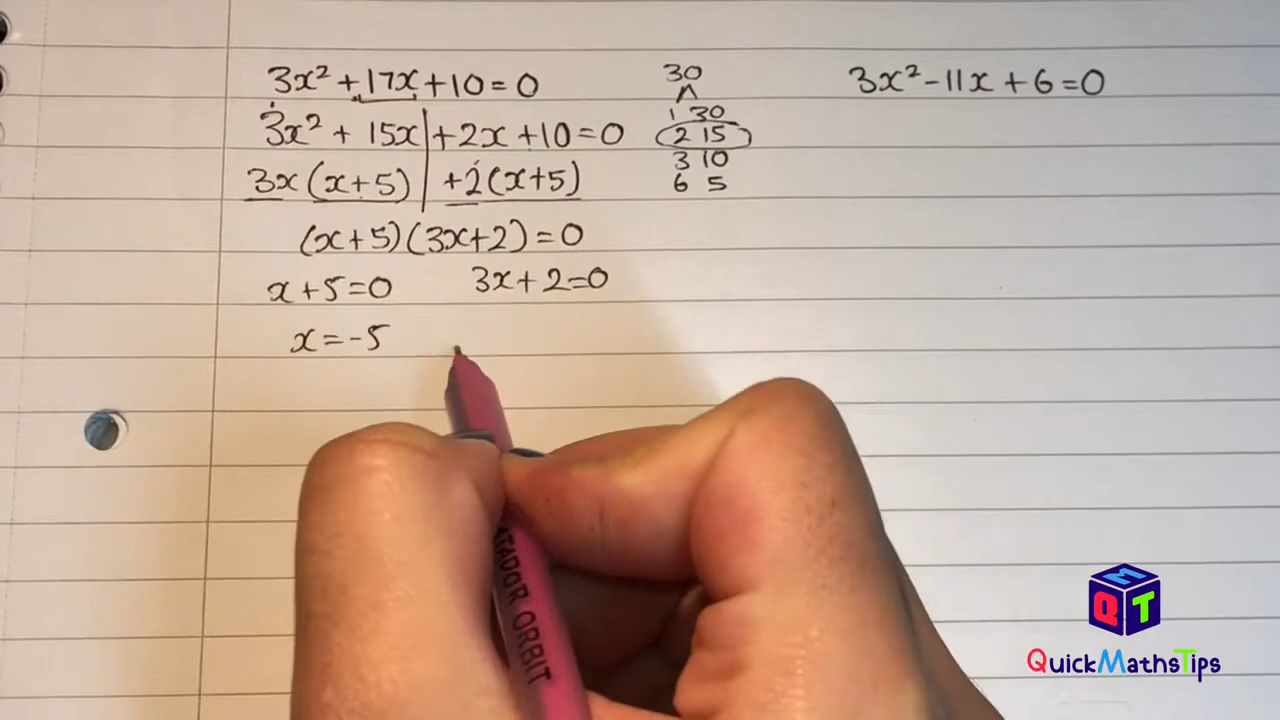 3x² + 17x + 10 = 0
3x² + 15x + 2x + 10 = 0
3x (x + 5) + 2 (x + 5)
(x + 5) (3x + 2) = 0
x + 5 = 0 3x + 2 = 0
x = -5
30
1 30
2 15
3 10
6 5
3x² - 11x + 6 = 0
ATADOR ORBIT
M
Q T
QuickMathsTips